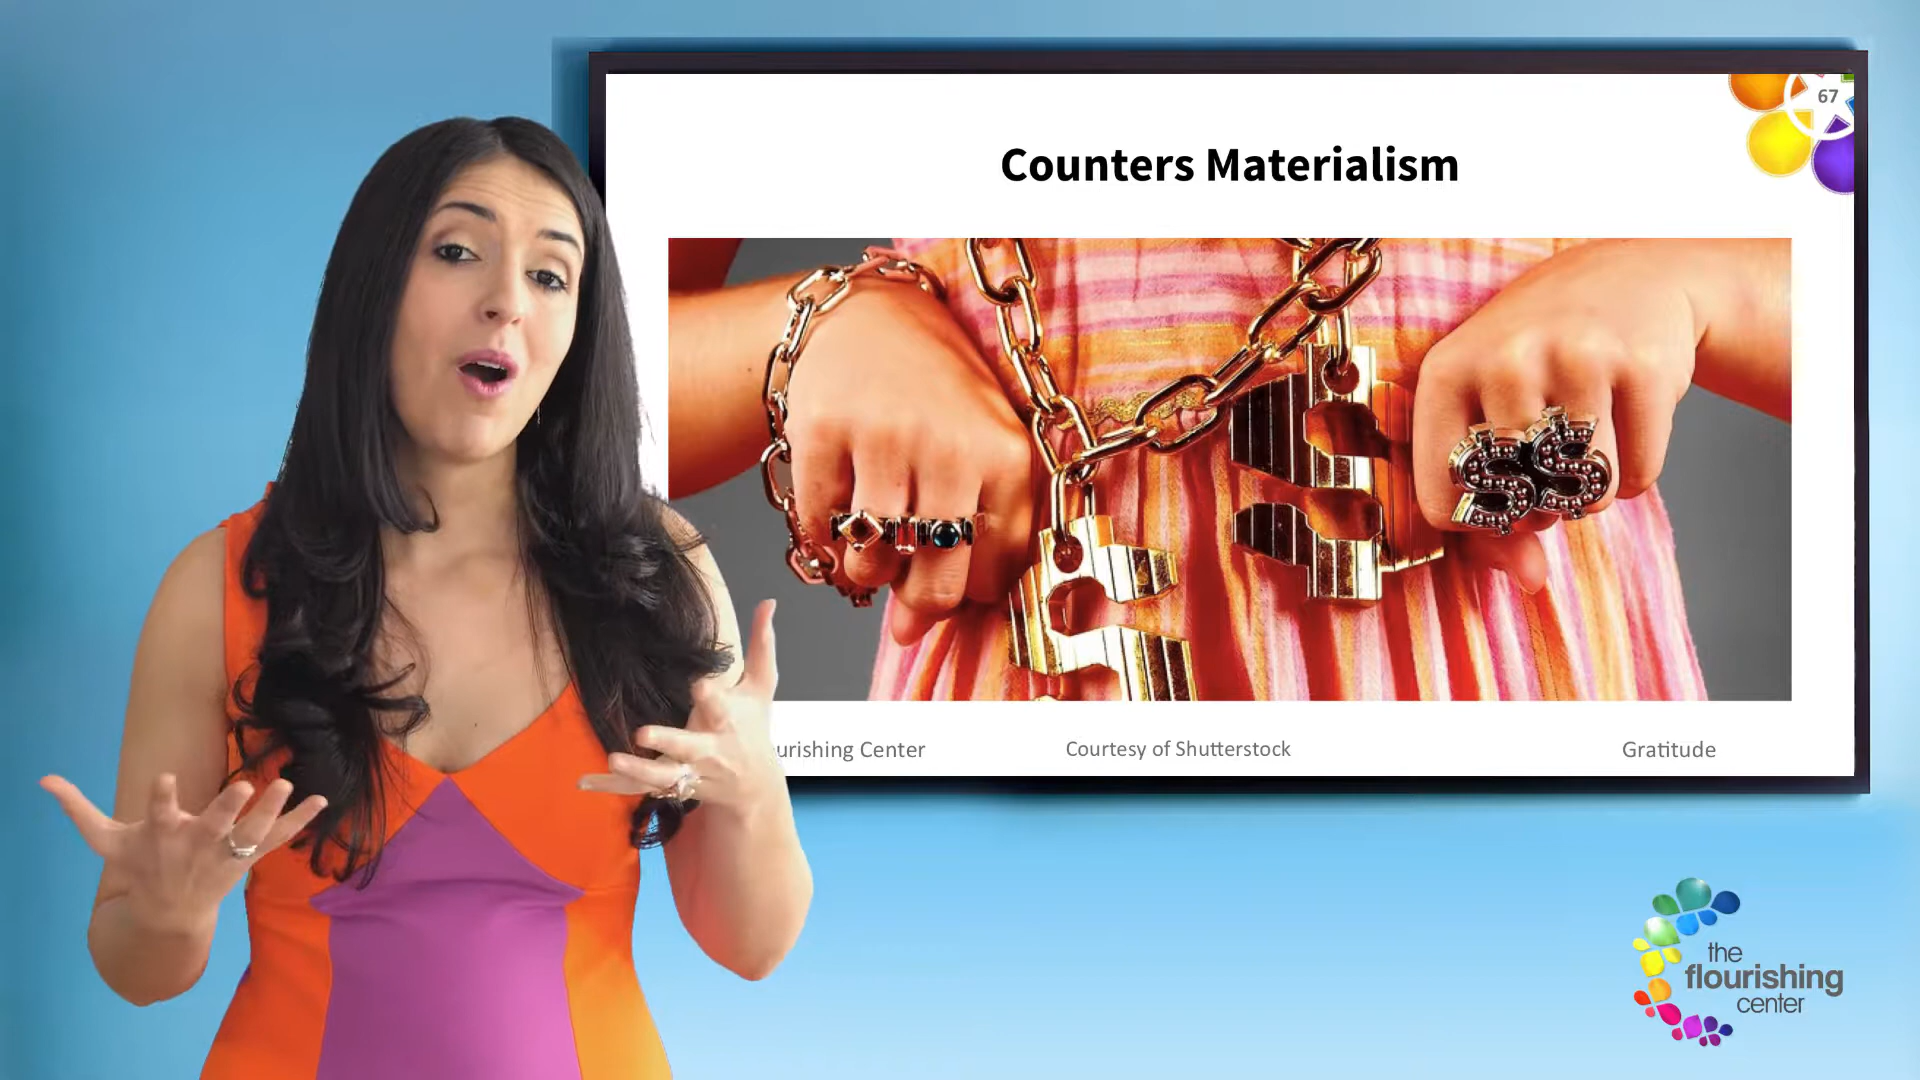 67
Counters Materialism
urishing Center
Courtesy of Shutterstock
Gratitude
the
flourishing
center